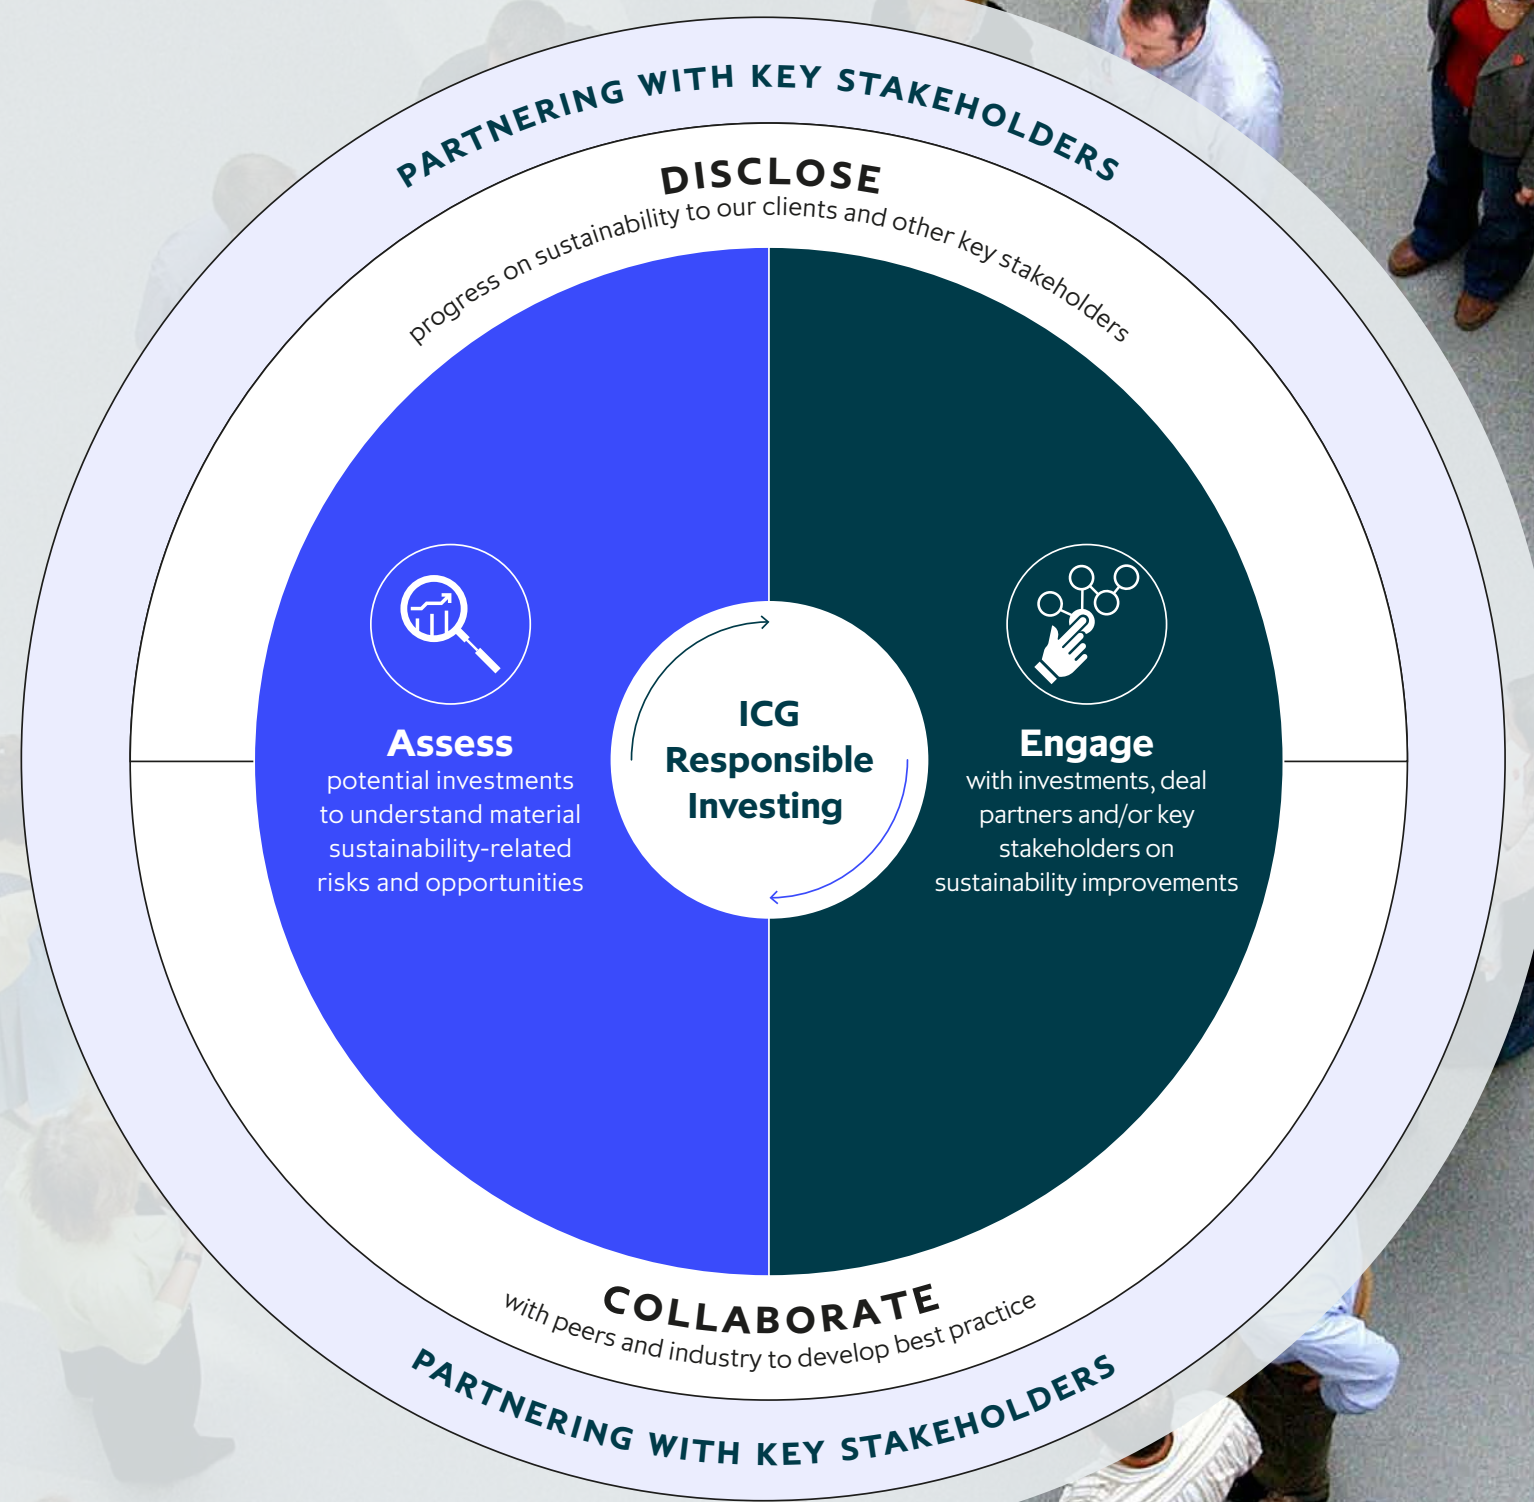 PARTNERING WITH KEY STAKEHOLDERS
DISCLOSE
progress on sustainability to our clients and other key stakeholders
Assess
potential investments
to understand material
sustainability-related
risks and opportunities
ICG
Responsible
Investing
Engage
with investments, deal
partners and/or key
stakeholders on
sustainability improvements
COLLABORATE
with peers and industry to develop best practice
PARTNERING WITH KEY STAKEHOLDERS